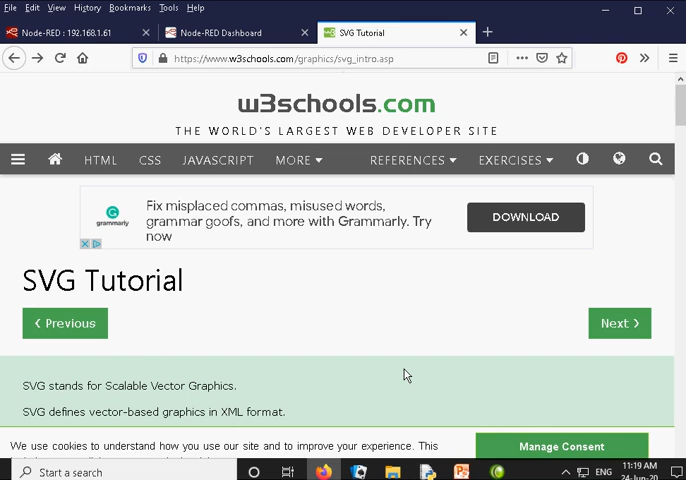 File Edit View History Bookmarks Tools Help
Node-RED : 192.168.1.61
Node-RED Dashboard
SVG Tutorial
https://www.w3schools.com/graphics/svg_intro.asp
w3schools.com
THE WORLD'S LARGEST WEB DEVELOPER SITE
HTML CSS JAVASCRIPT MORE REFERENCES EXERCISES
Fix misplaced commas, misused words,
grammar goofs, and more with Grammarly. Try
now
grammarly
DOWNLOAD
SVG Tutorial
‹ Previous
Next ›
SVG stands for Scalable Vector Graphics.
SVG defines vector-based graphics in XML format.
We use cookies to understand how you use our site and to improve your experience. This
Manage Consent
Start a search
ENG
11:19 AM
24-Jun-20